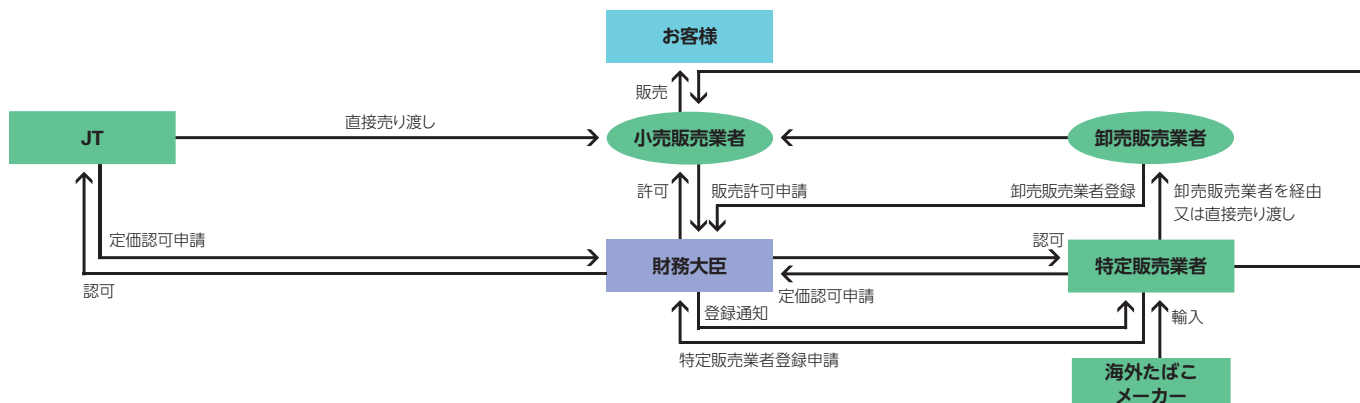 お客様
販売
JT
直接売り渡し
小売販売業者
卸売販売業者
許可
販売許可申請
卸売販売業者登録
卸売販売業者を経由
又は直接売り渡し
定価認可申請
認可
財務大臣
認可
定価認可申請
特定販売業者
登録通知
特定販売業者登録申請
輸入
海外たばこ
メーカー